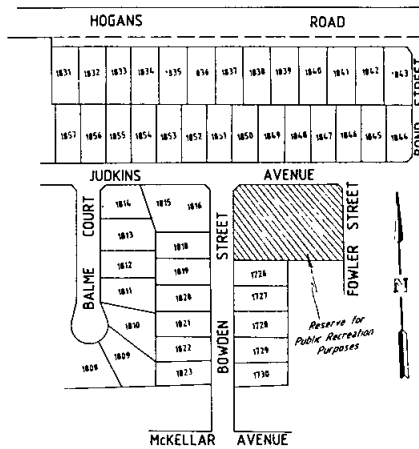 HOGANS ROAD
1831 1832 1833 1834 1835 836 1837 1838 1839 1840 1841 1842 1843
1857 1856 1855 1854 1853 1852 1851 1850 1849 1848 1847 1846 1845 1844
BOND STREET
JUDKINS AVENUE
BALME COURT
1814 1815 1816
1813
1812
1811
1810
1809
1808
1818
1819
1820
1821
1822
1823
BOWDEN STREET
1726
1727
1728
1729
1730
FOWLER STREET
Reserve for
Public Recreation
Purposes
N
McKELLAR AVENUE